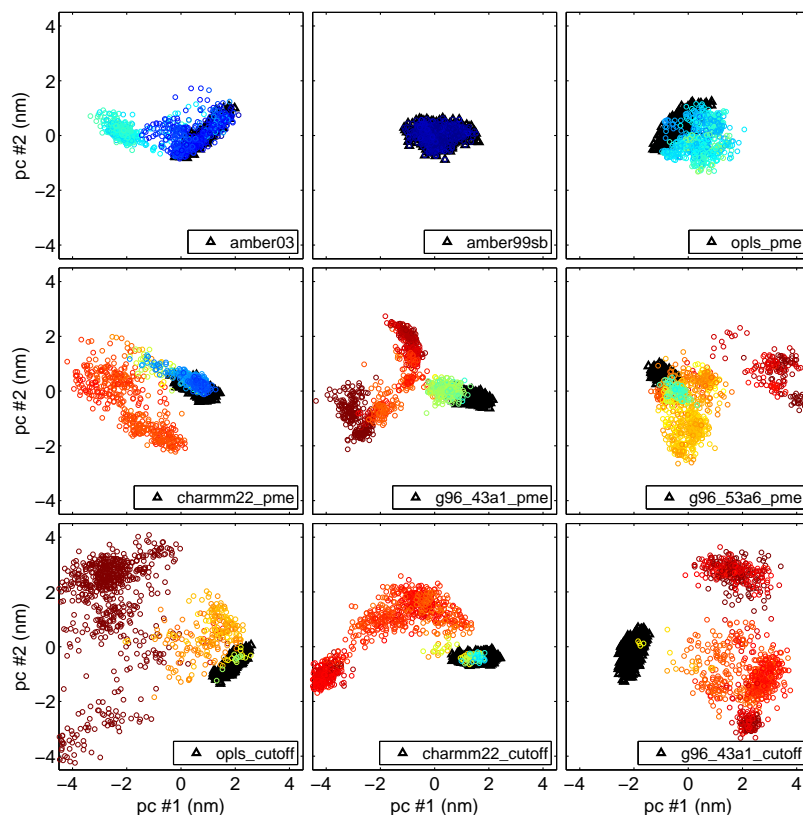 4
2
0
−2
−4
pc #2 (nm)
amber03
amber99sb
opls_pme
4
2
0
−2
−4
pc #2 (nm)
charmm22_pme
g96_43a1_pme
g96_53a6_pme
4
2
0
−2
−4
pc #2 (nm)
opls_cutoff
charmm22_cutoff
g96_43a1_cutoff
−4 −2 0 2 4
−4 −2 0 2 4
−4 −2 0 2 4
pc #1 (nm)
pc #1 (nm)
pc #1 (nm)